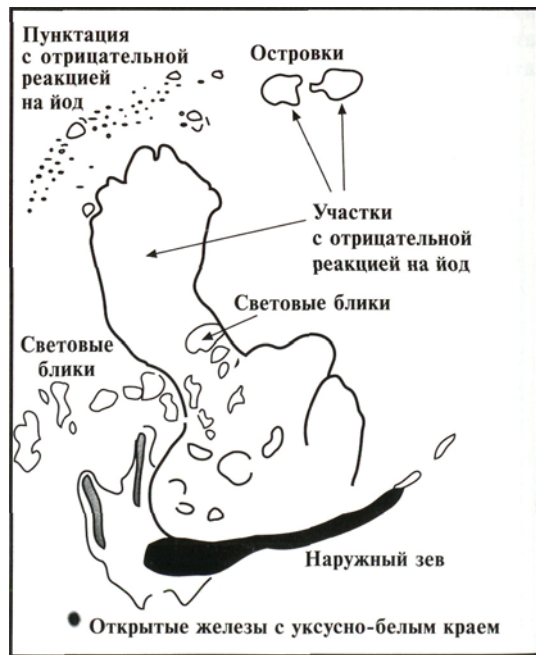 Пунктация
с отрицательной
реакцией
на йод
Островки
Участки
с отрицательной
реакцией на йод
Световые блики
Световые
блики
Наружный зев
Открытые железы с уксусно-белым краем